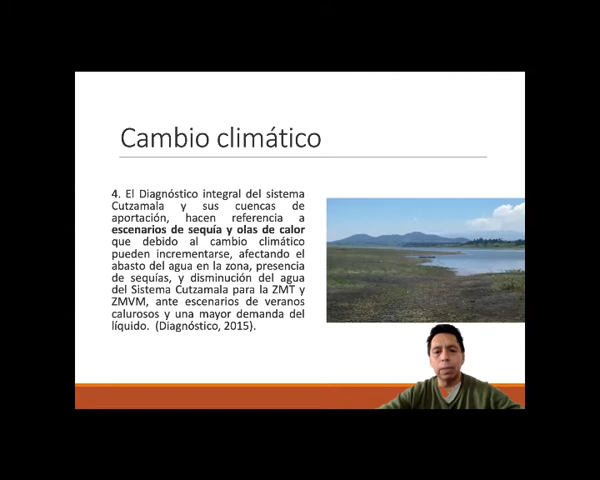 Cambio climático
4. El Diagnóstico integral del sistema
Cutzamala y sus cuencas de
aportación, hacen referencia a
escenarios de sequía y olas de calor
que debido al cambio climático
pueden incrementarse, afectando el
abasto del agua en la zona, presencia
de sequías, y disminución del agua
del Sistema Cutzamala para la ZMT y
ZMVM, ante escenarios de veranos
calurosos y una mayor demanda del
líquido. (Diagnóstico, 2015).